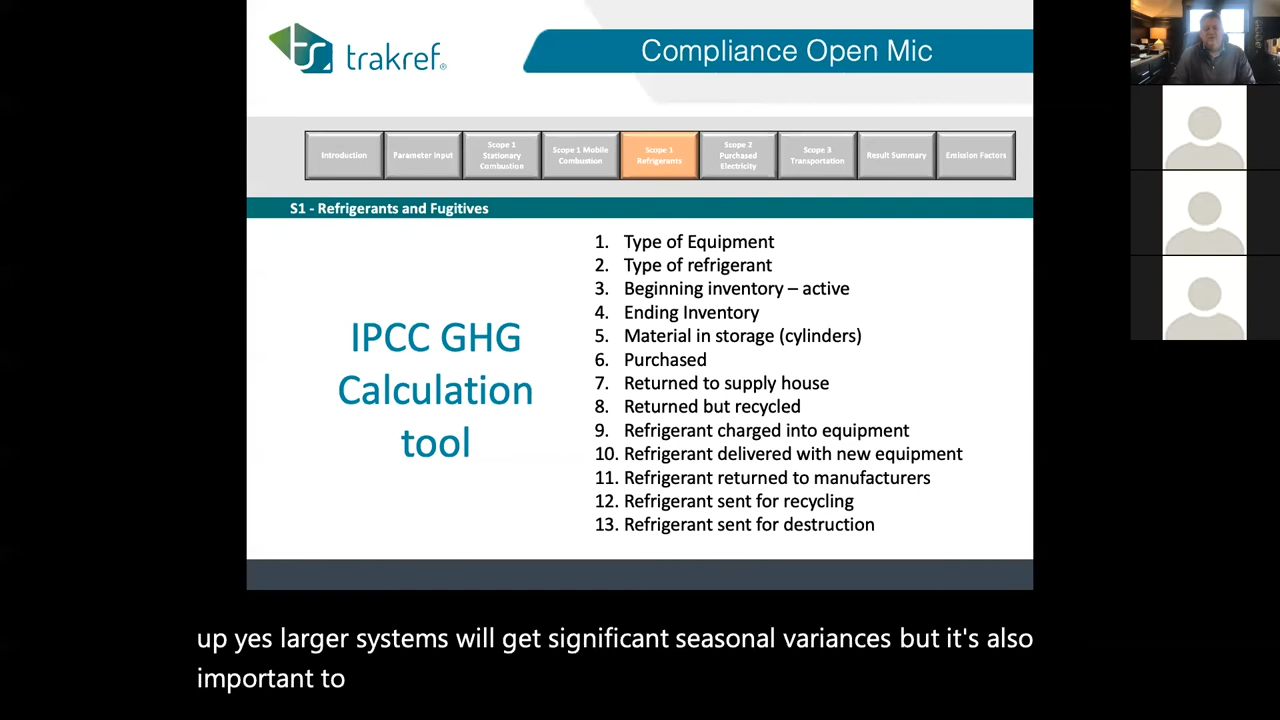 trakref®
Compliance Open Mic
Introduction
Parameter Input
Scope 1
Stationary
Combustion
Scope 1 Mobile
Combustion
Scope 1
Refrigerants
Scope 2
Purchased
Electricity
Scope 3
Transportation
Result Summary
Emission Factors
S1 - Refrigerants and Fugitives
IPCC GHG
Calculation
tool
1. Type of Equipment
2. Type of refrigerant
3. Beginning inventory – active
4. Ending Inventory
5. Material in storage (cylinders)
6. Purchased
7. Returned to supply house
8. Returned but recycled
9. Refrigerant charged into equipment
10. Refrigerant delivered with new equipment
11. Refrigerant returned to manufacturers
12. Refrigerant sent for recycling
13. Refrigerant sent for destruction
up yes larger systems will get significant seasonal variances but it's also
important to